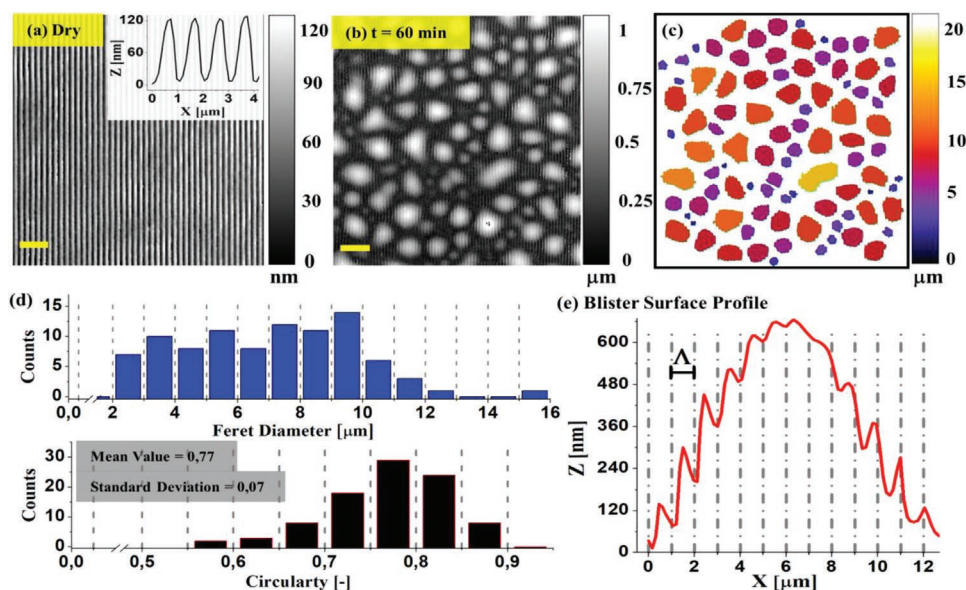 (a) Dry
Z [nm]
120
60
0
0 1 2 3 4
X [μm]
120
90
60
30
0
nm
(b) t = 60 min
1
0.75
0.5
0.25
0
μm
(c)
20
15
10
5
0
μm
(d)
Counts
15
10
5
0
0,0 2 4 6 8 10 12 14 16
Feret Diameter [μm]
Mean Value = 0,77
Standard Deviation = 0,07
Counts
30
20
10
0
0,0 0,5 0,6 0,7 0,8 0,9
Circularty [-]
(e) Blister Surface Profile
Λ
Z [nm]
600
480
360
240
120
0
0 2 4 6 8 10 12
X [μm]